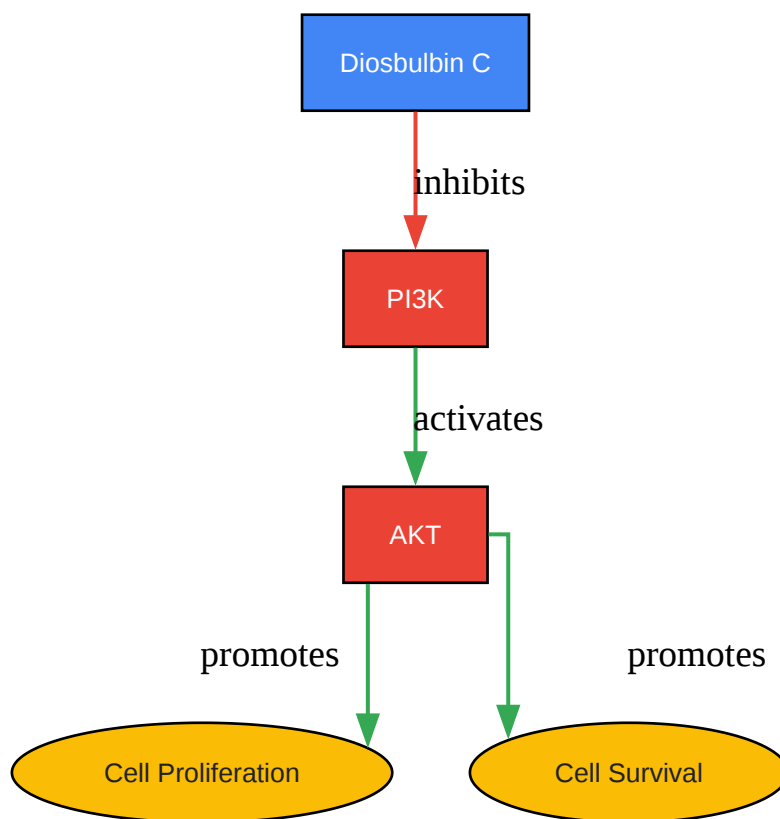 Diosbulbin C
inhibits
PI3K
activates
AKT
promotes
promotes
Cell Proliferation
Cell Survival